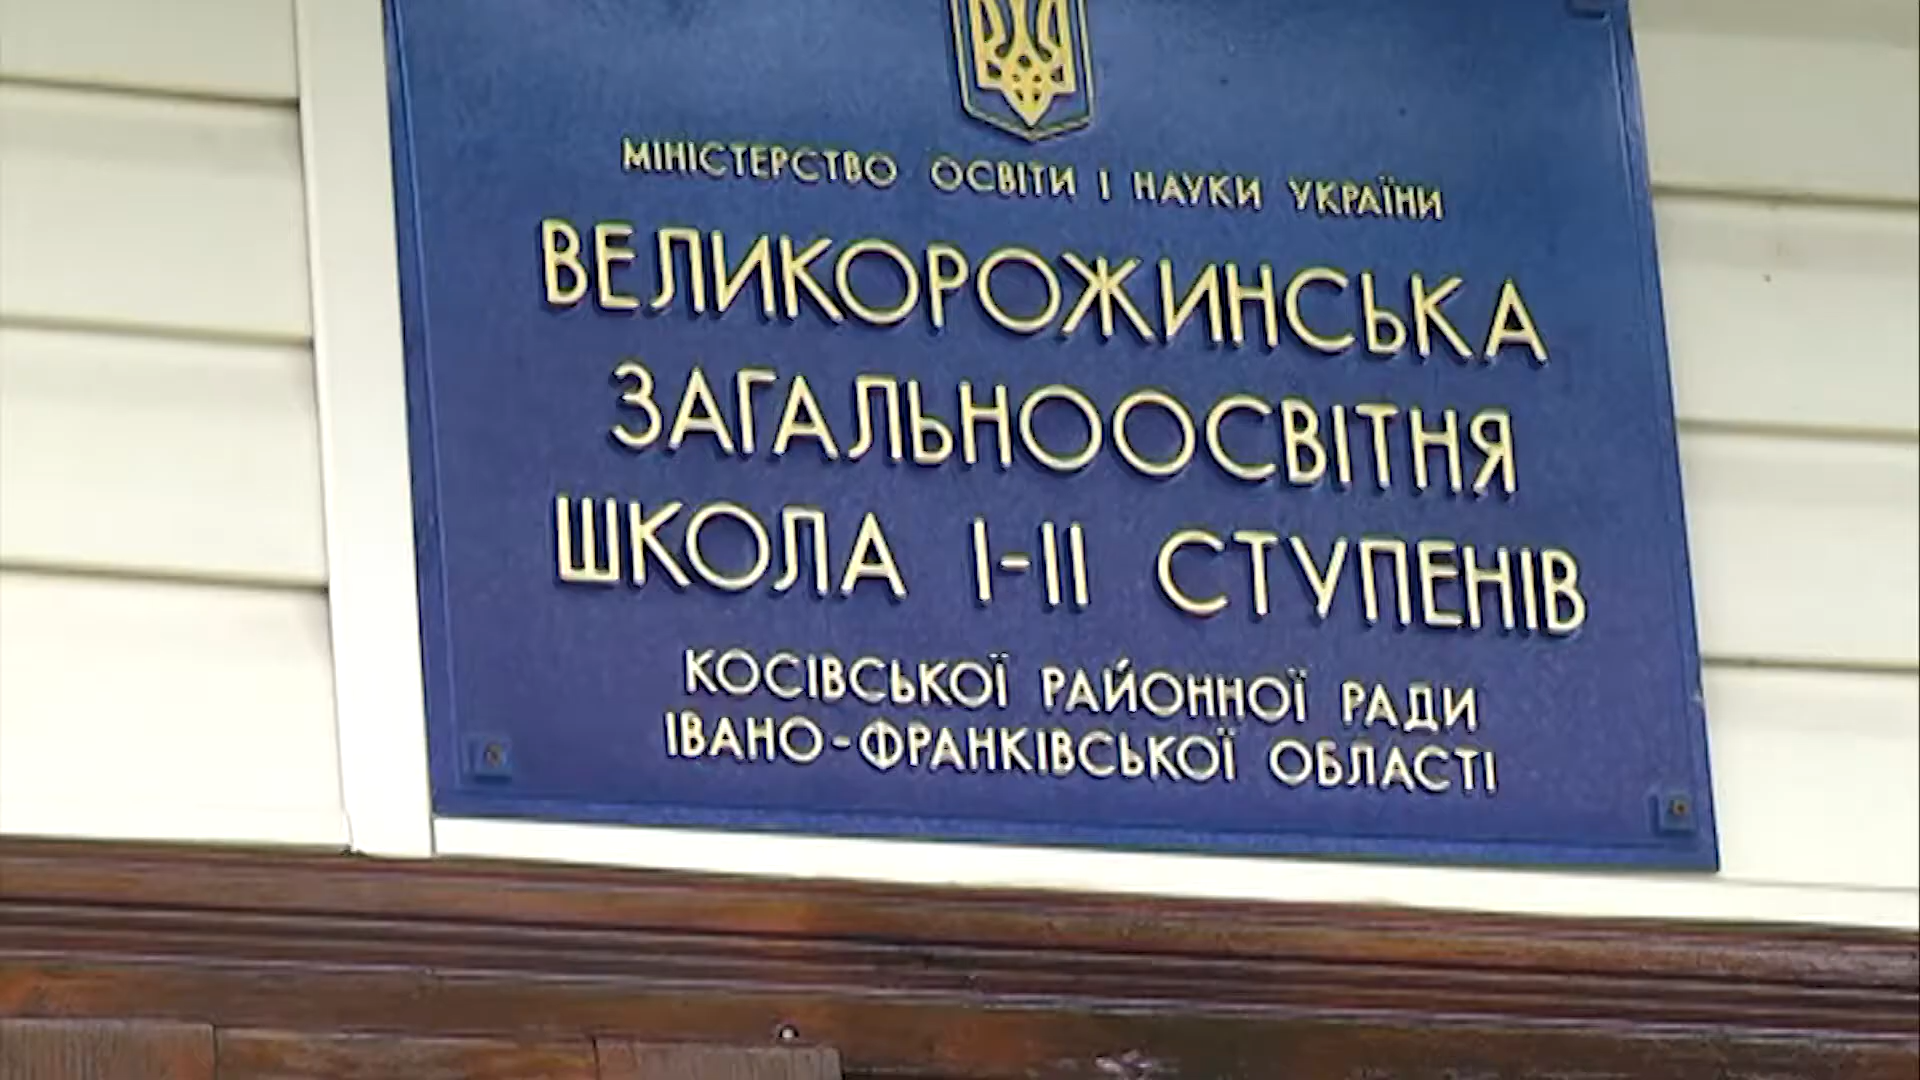 МІНІСТЕРСТВО ОСВІТИ І НАУКИ УКРАЇНИ
ВЕЛИКОРОЖИНСЬКА
ЗАГАЛЬНООСВІТНЯ
ШКОЛА І-ІІ СТУПЕНІВ
КОСІВСЬКОЇ РАЙОННОЇ РАДИ
ІВАНО-ФРАНКІВСЬКОЇ ОБЛАСТІ